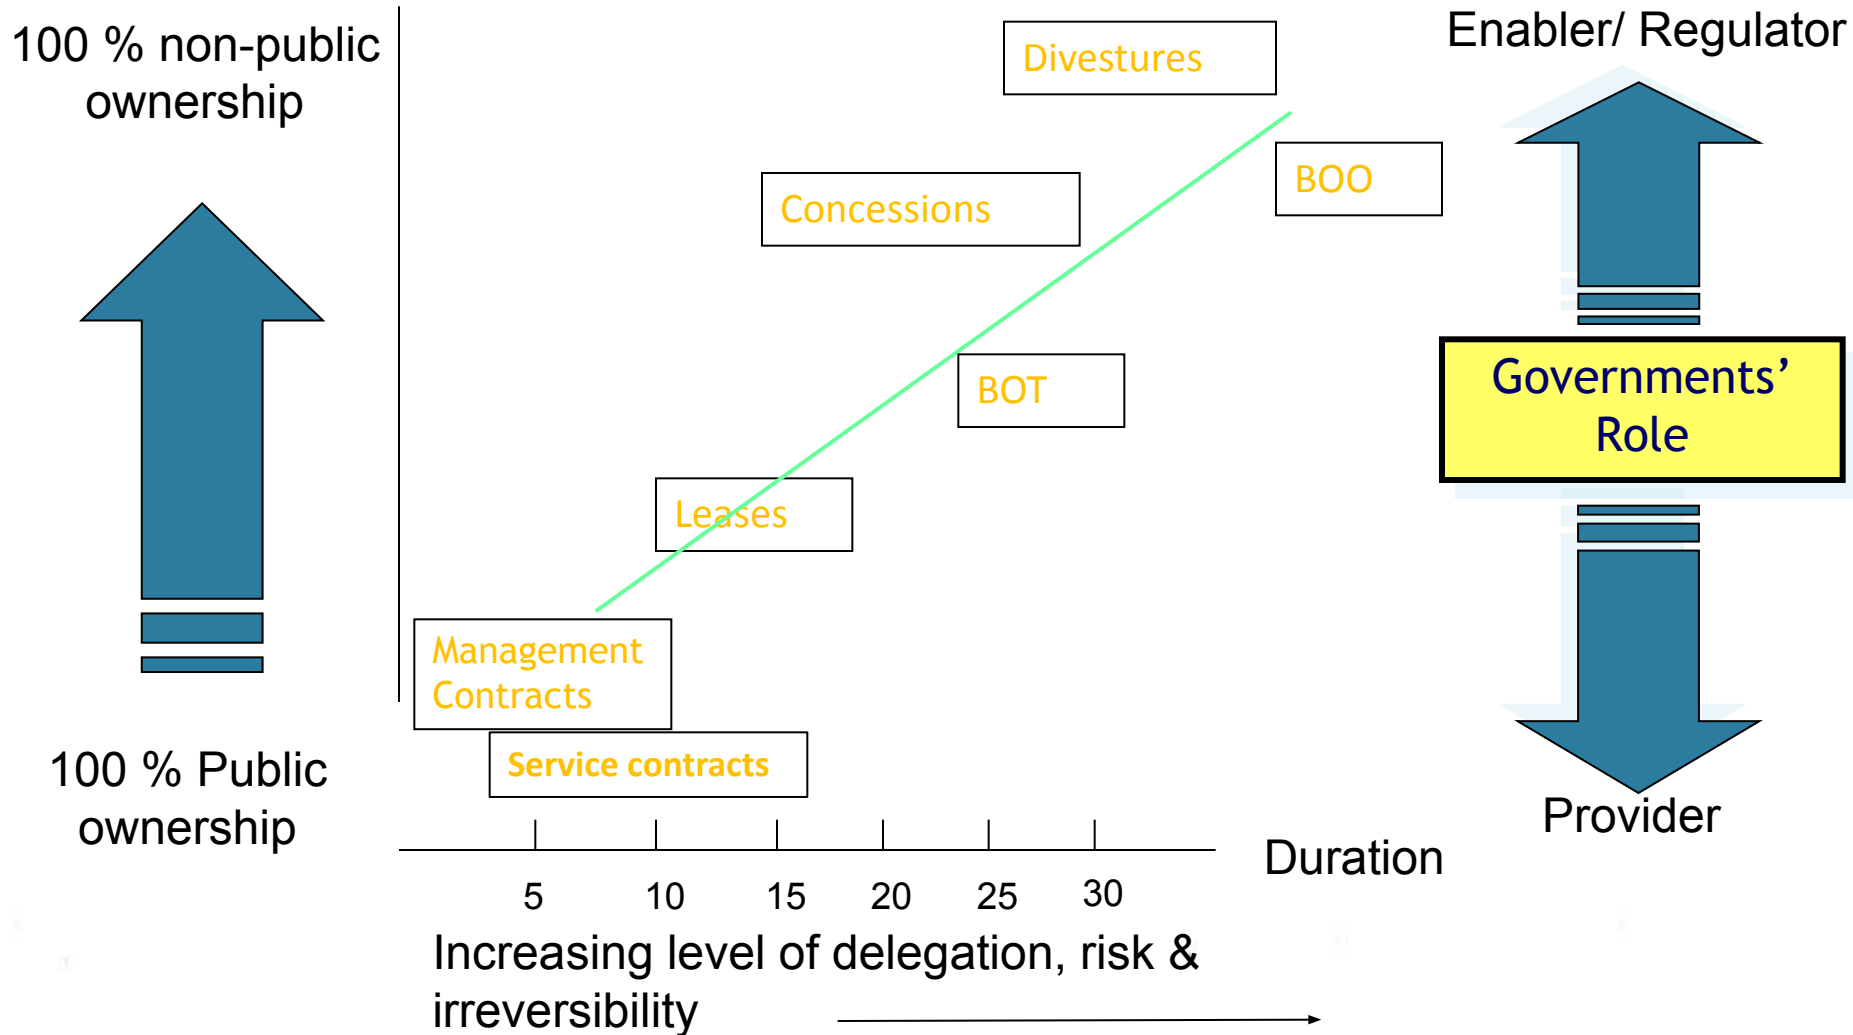 100 % non-public
ownership
Divestures
Enabler/ Regulator
Concessions
BOO
BOT
Governments’
Role
Leases
Management
Contracts
Service contracts
100 % Public
ownership
Provider
Duration
5 10 15 20 25 30
Increasing level of delegation, risk &
irreversibility